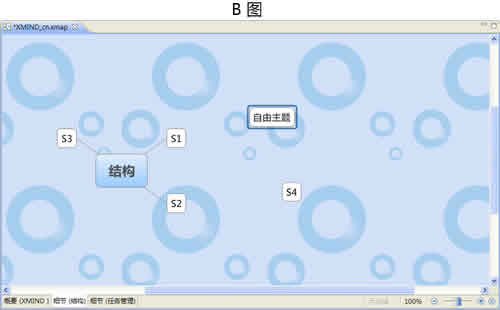 B 图
*XMIND_cn.xmap
自由主题
S3
S1
结构
S4
S2
概要 (XMIND )
细节 (结构)
细节 (任务管理)
100%